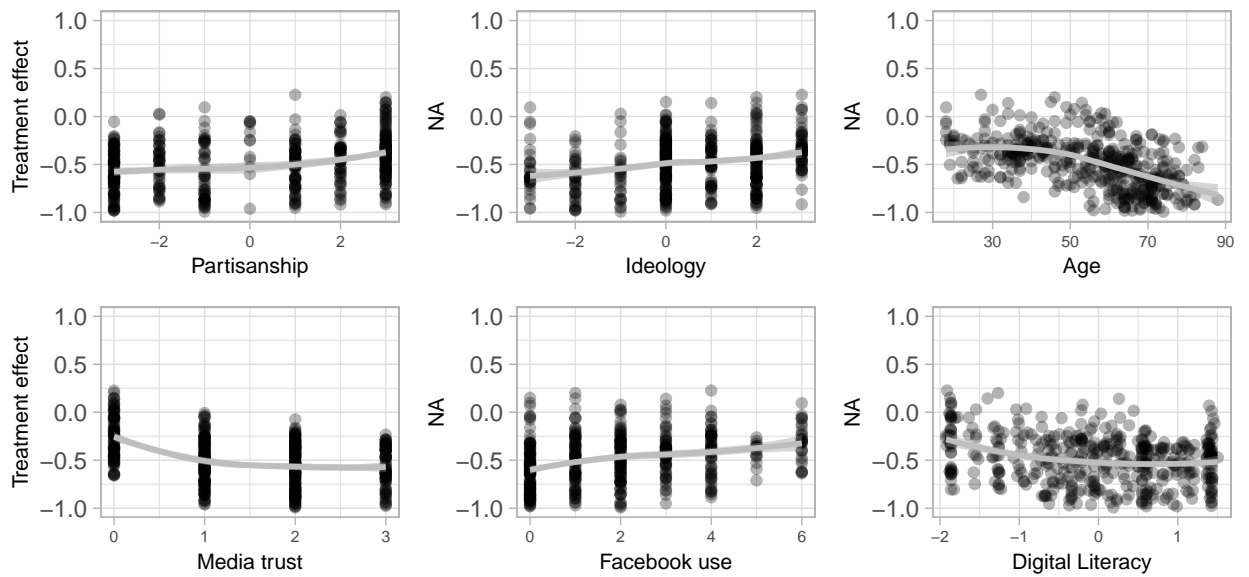 Treatment effect
1.0
0.5
0.0
−0.5
−1.0
−2 0 2
Partisanship
NA
1.0
0.5
0.0
−0.5
−1.0
−2 0 2
Ideology
NA
1.0
0.5
0.0
−0.5
−1.0
30 50 70 90
Age
Treatment effect
1.0
0.5
0.0
−0.5
−1.0
0 1 2 3
Media trust
NA
1.0
0.5
0.0
−0.5
−1.0
0 2 4 6
Facebook use
NA
1.0
0.5
0.0
−0.5
−1.0
−2 −1 0 1
Digital Literacy